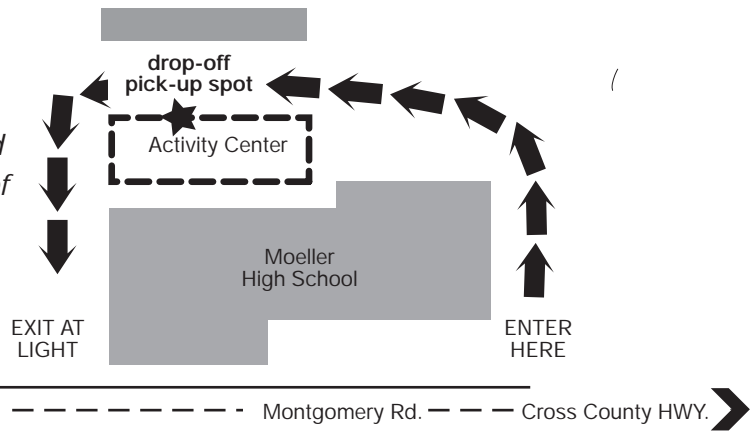 drop-off
pick-up spot
Activity Center
of
Moeller
High School
EXIT AT
LIGHT
ENTER
HERE
Montgomery Rd.
Cross County HWY.